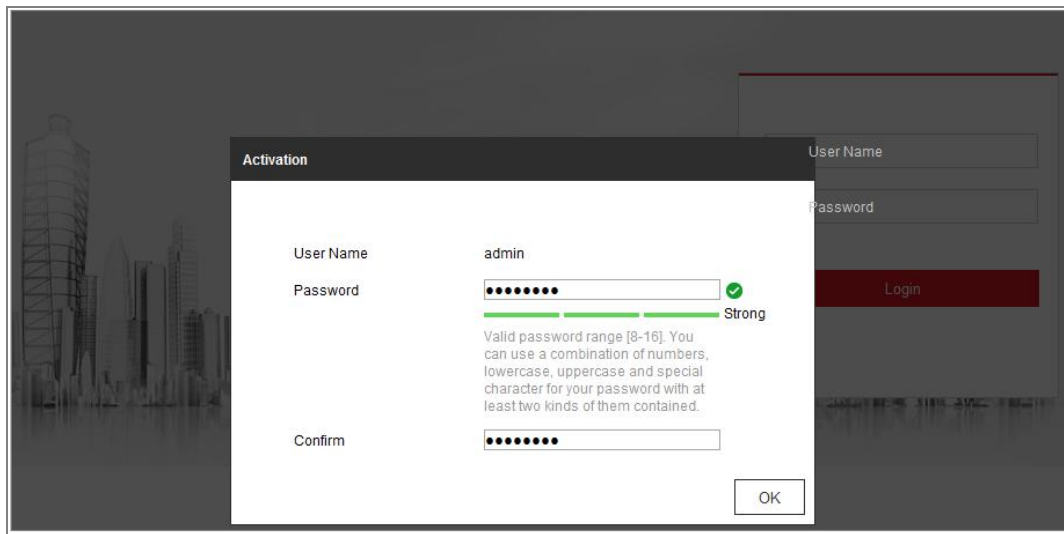 Activation
User Name
Password
Login
User Name admin
Password ••••••••
Strong
Valid password range [8-16]. You
can use a combination of numbers,
lowercase, uppercase and special
character for your password with at
least two kinds of them contained.
Confirm ••••••••
OK